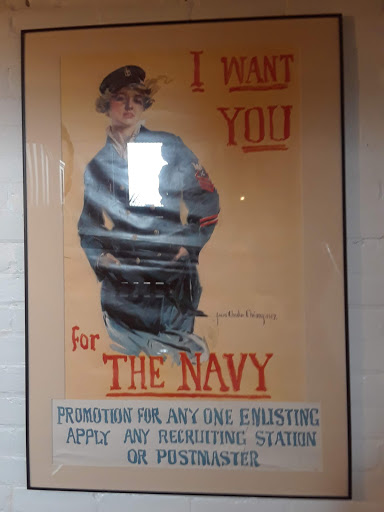 I WANT
YOU
for
THE NAVY
PROMOTION FOR ANY ONE ENLISTING
APPLY ANY RECRUITING STATION
OR POSTMASTER